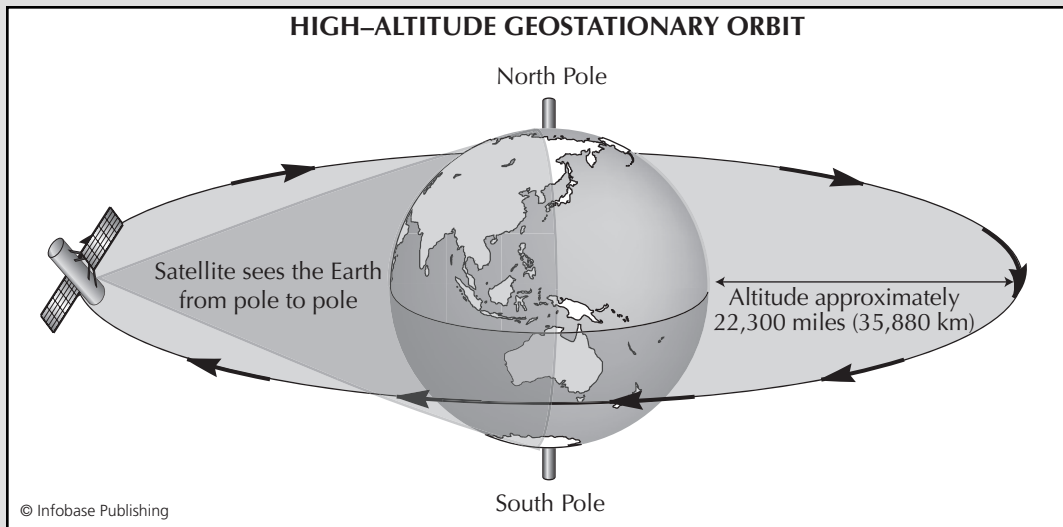 HIGH–ALTITUDE GEOSTATIONARY ORBIT
North Pole
Satellite sees the Earth
from pole to pole
Altitude approximately
22,300 miles (35,880 km)
South Pole
© Infobase Publishing